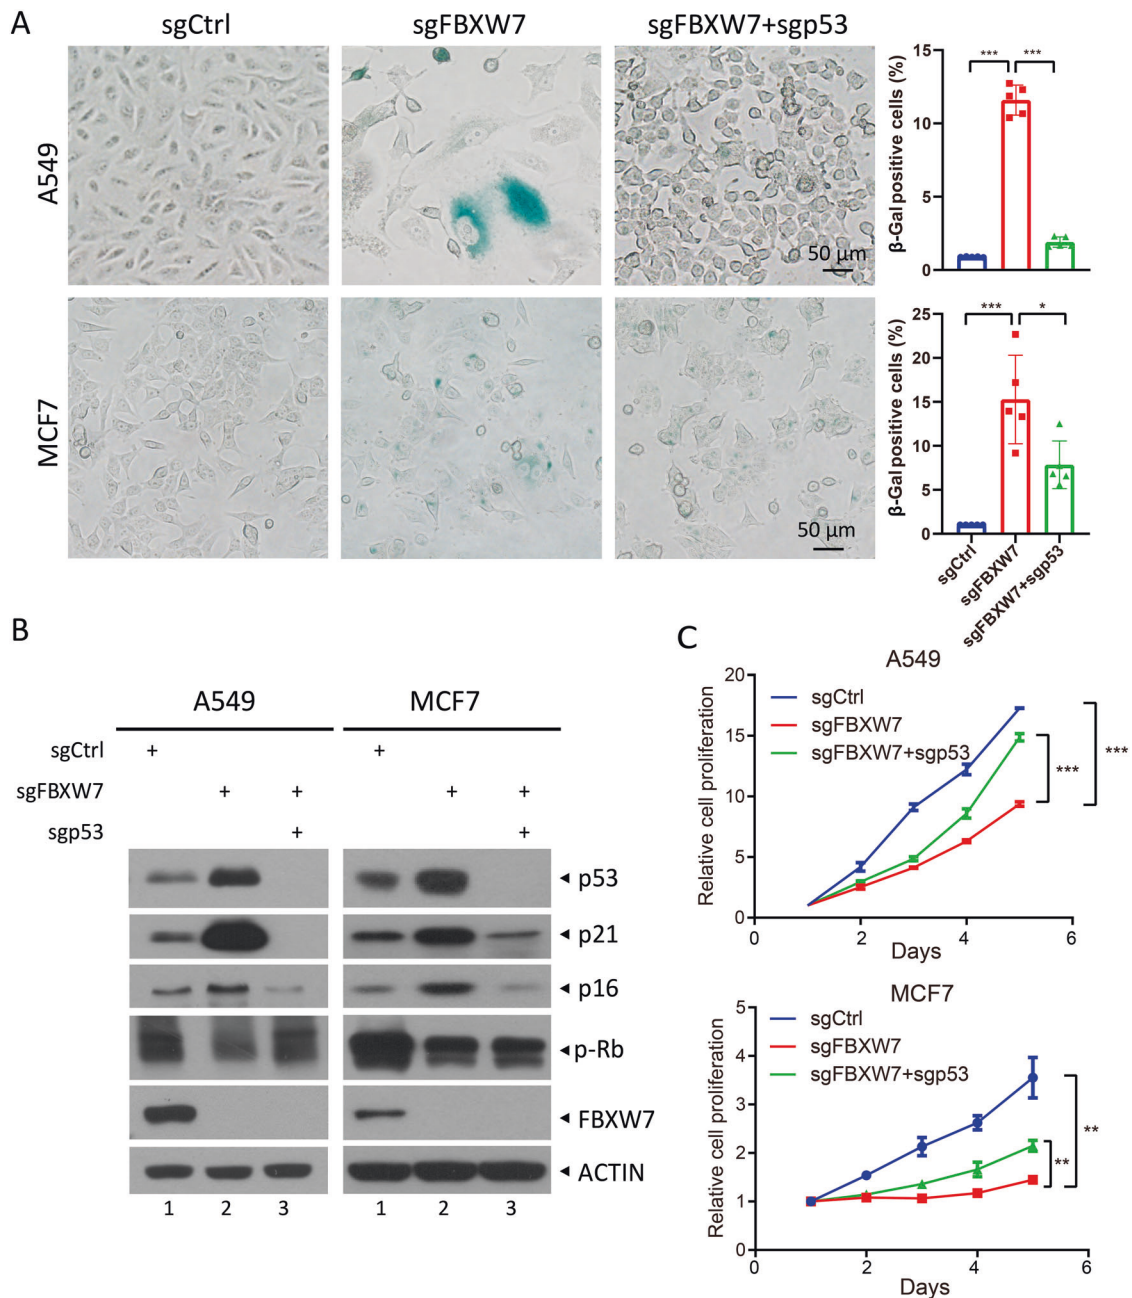 A
sgCtrl
sgFBXW7
sgFBXW7+sgp53
A549
50 µm
15
10
5
0
β-Gal positive cells (%)
***
***
MCF7
50 µm
25
20
15
10
5
0
β-Gal positive cells (%)
***
*
sgCtrl
sgFBXW7
sgFBXW7+sgp53
B
A549
MCF7
sgCtrl
+
+
sgFBXW7
+
+
+
+
sgp53
+
+
p53
p21
p16
p-Rb
FBXW7
ACTIN
1
2
3
1
2
3
C
A549
20
15
10
5
0
Relative cell proliferation
sgCtrl
sgFBXW7
sgFBXW7+sgp53
***
***
0
2
4
6
Days
MCF7
5
4
3
2
1
0
Relative cell proliferation
sgCtrl
sgFBXW7
sgFBXW7+sgp53
**
**
0
2
4
6
Days